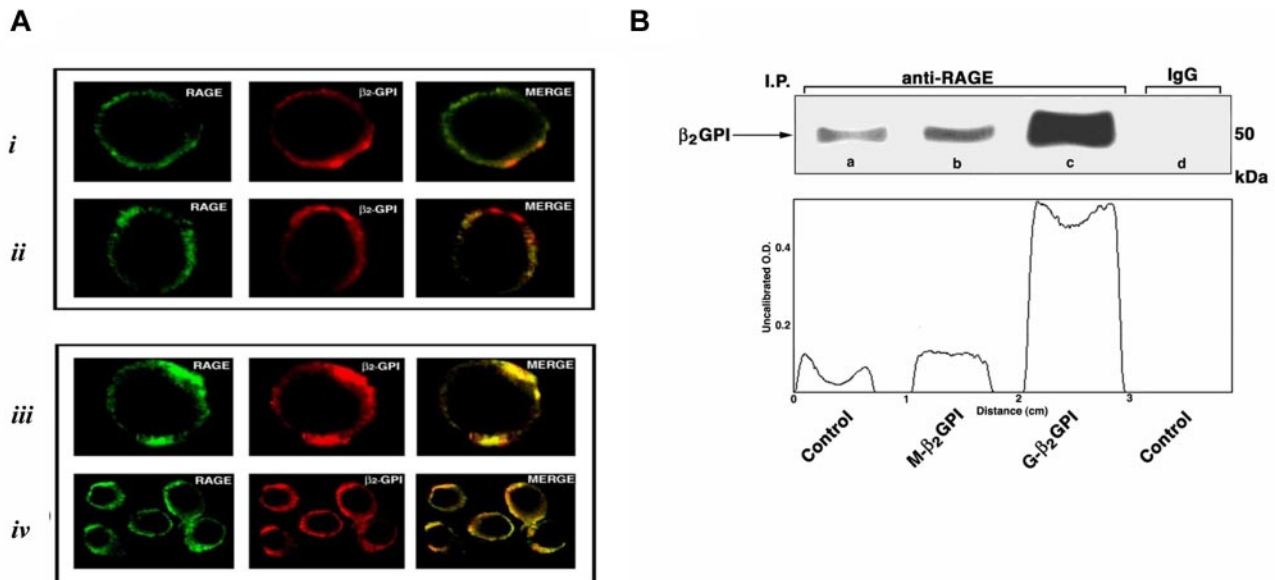 A
B
i
RAGE
β₂-GPI
MERGE
ii
RAGE
β₂-GPI
MERGE
iii
RAGE
β₂-GPI
MERGE
iv
RAGE
β₂-GPI
MERGE
I.P.
anti-RAGE
IgG
β₂GPI
50
a
b
c
d
kDa
Uncalibrated O.D.
0.4
0.2
0
1
2
3
Distance (cm)
Control
M-β₂GPI
G-β₂GPI
Control